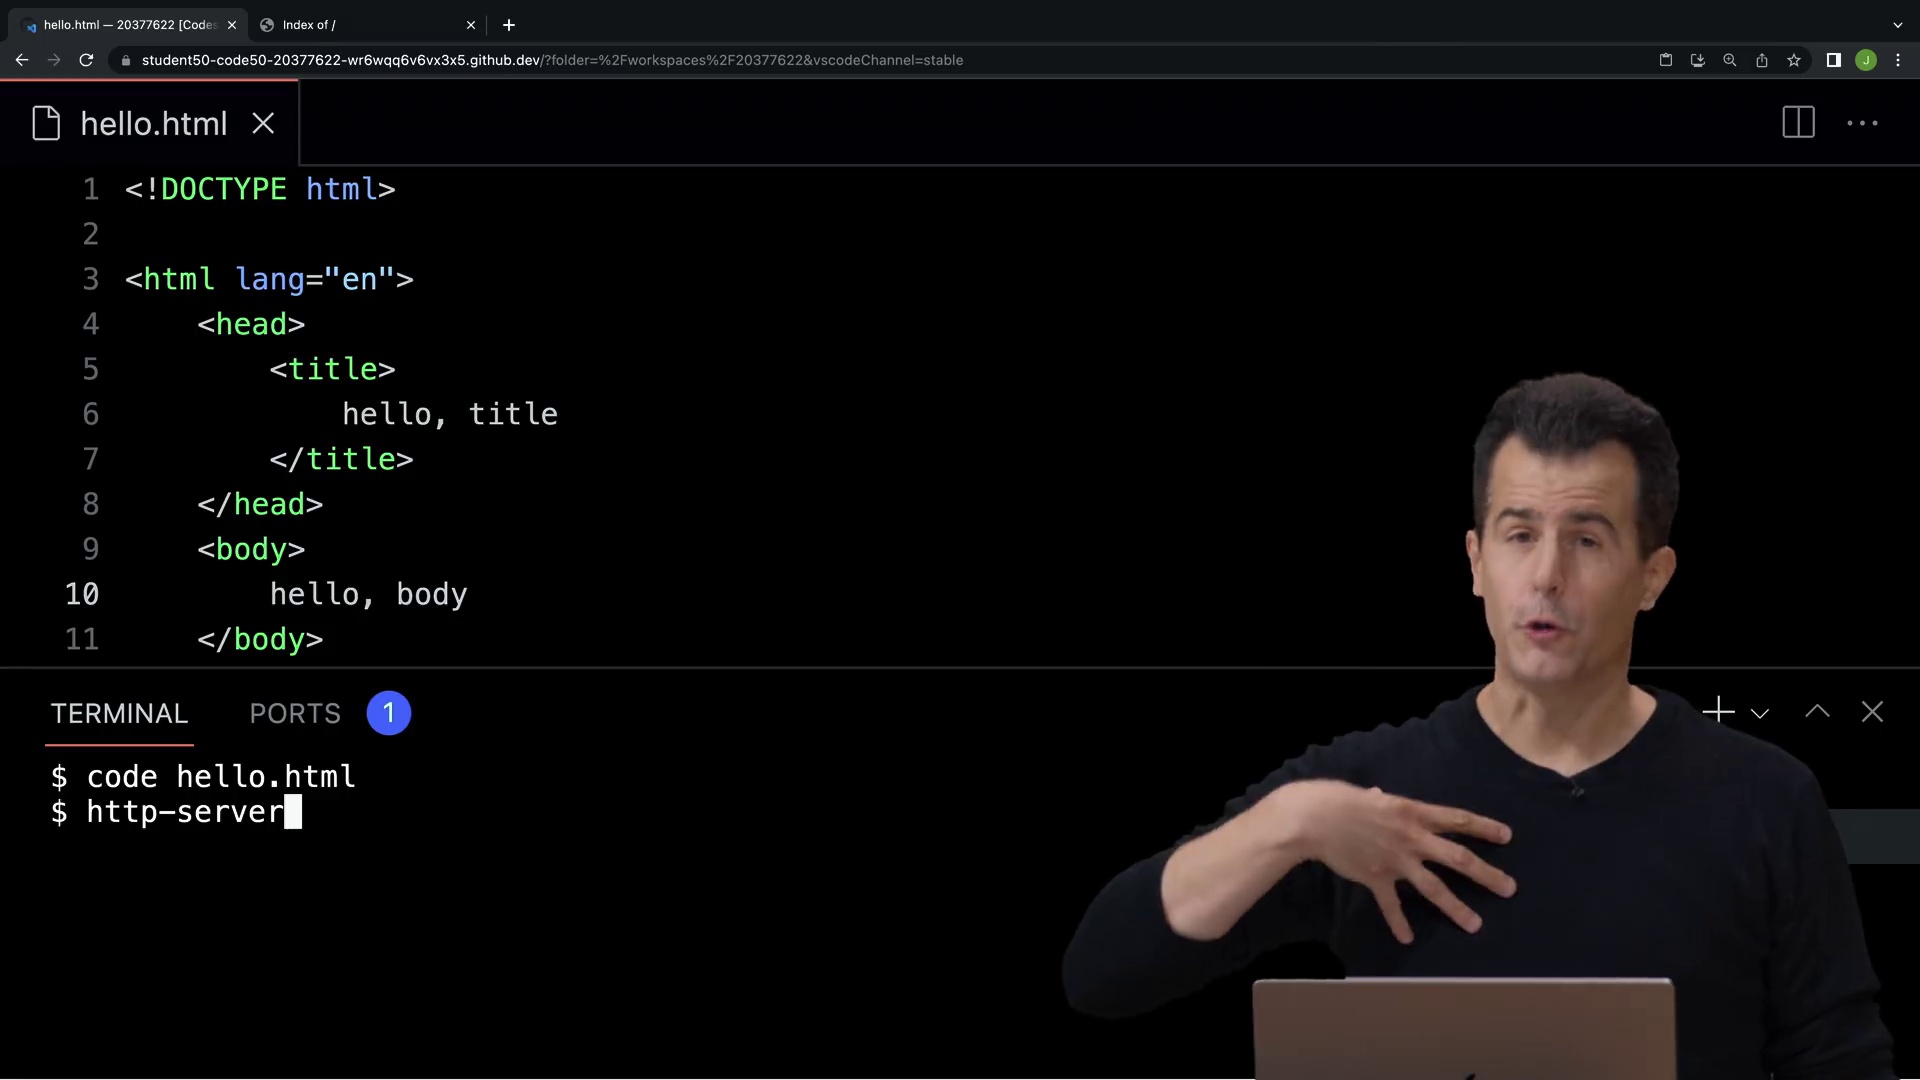 hello.html — 20377622 [Codes
Index of /
student50-code50-20377622-wr6wqq6v6vx3x5.github.dev/?folder=%2Fworkspaces%2F20377622&vscodeChannel=stable
J
hello.html
1 <!DOCTYPE html>
2
3 <html lang="en">
4 <head>
5 <title>
6 hello, title
7 </title>
8 </head>
9 <body>
10 hello, body
11 </body>
TERMINAL PORTS 1
$ code hello.html
$ http-server